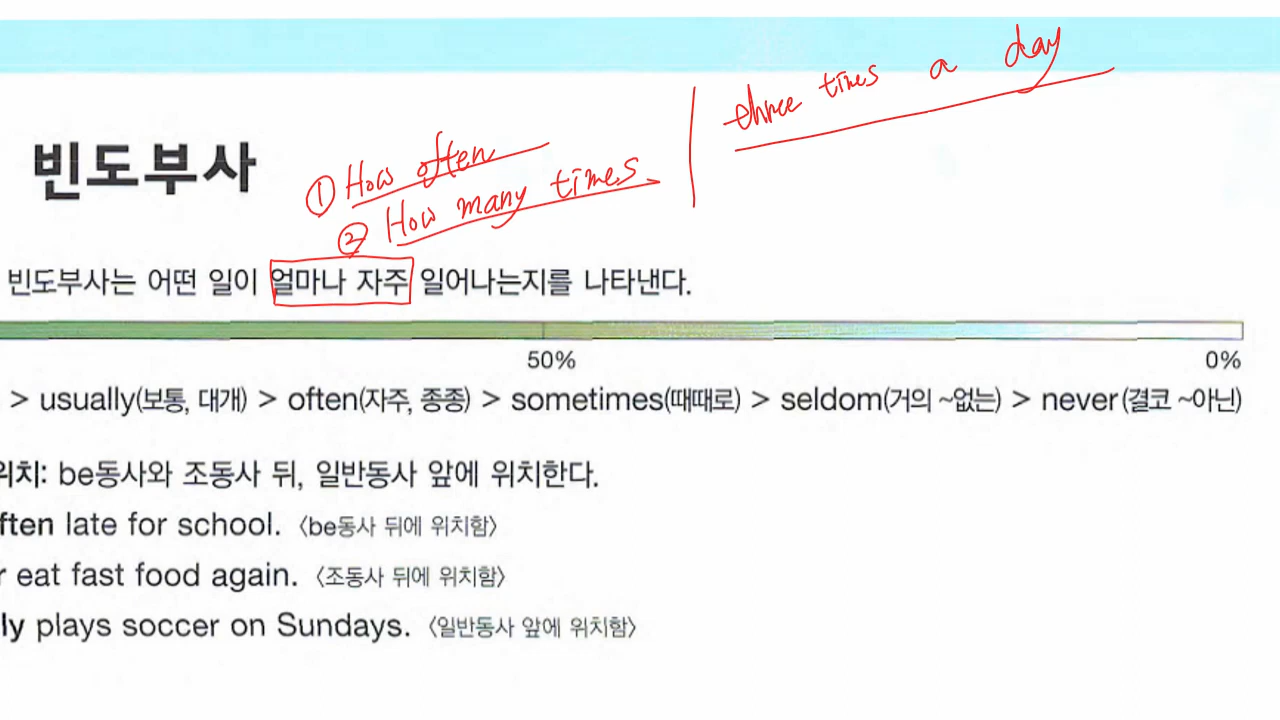 three times a day
빈도부사
① How often
② How many times
빈도부사는 어떤 일이 얼마나 자주 일어나는지를 나타낸다.
50% 0%
> usually(보통, 대개) > often(자주, 종종) > sometimes(때때로) > seldom(거의 ~없는) > never(결코 ~아닌)
위치: be동사와 조동사 뒤, 일반동사 앞에 위치한다.
ften late for school. 〈be동사 뒤에 위치함〉
r eat fast food again. 〈조동사 뒤에 위치함〉
ly plays soccer on Sundays. 〈일반동사 앞에 위치함〉